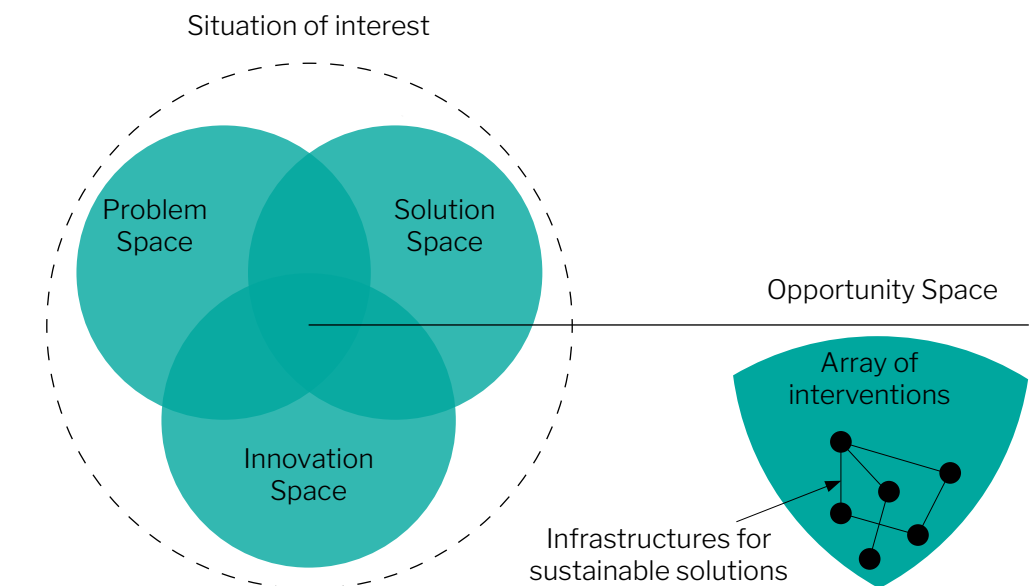 Situation of interest
Problem
Space
Solution
Space
Opportunity Space
Array of
interventions
Innovation
Space
Infrastructures for
sustainable solutions